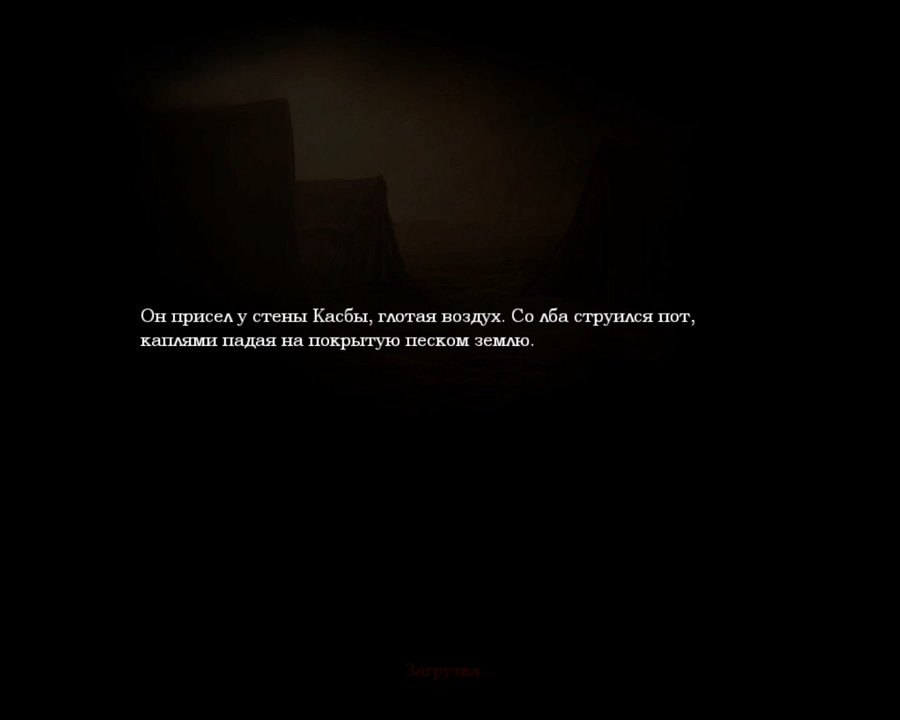 Он присел у стены Касбы, глотая воздух. Со лба струился пот,
каплями падая на покрытую песком землю.
Загрузка...